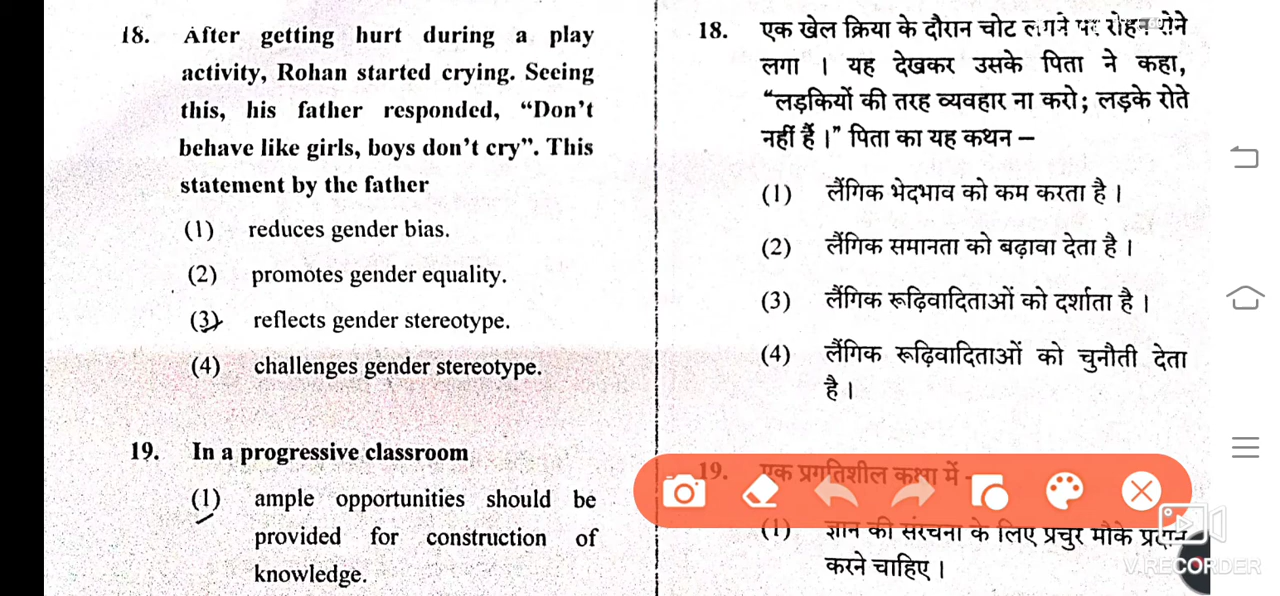 18. After getting hurt during a play
activity, Rohan started crying. Seeing
this, his father responded, “Don’t
behave like girls, boys don’t cry”. This
statement by the father
(1) reduces gender bias.
(2) promotes gender equality.
(3) reflects gender stereotype.
(4) challenges gender stereotype.
19. In a progressive classroom
(1) ample opportunities should be
provided for construction of
knowledge.
18. एक खेल क्रिया के दौरान चोट लगने पर रोहन रोने
लगा । यह देखकर उसके पिता ने कहा,
“लड़कियों की तरह व्यवहार ना करो; लड़के रोते
नहीं हैं ।” पिता का यह कथन –
(1) लैंगिक भेदभाव को कम करता है ।
(2) लैंगिक समानता को बढ़ावा देता है ।
(3) लैंगिक रूढ़िवादिताओं को दर्शाता है ।
(4) लैंगिक रूढ़िवादिताओं को चुनौती देता
है ।
19. एक प्रगतिशील कक्षा में -
(1) ज्ञान की संरचना के लिए प्रचुर मौके प्रदान
करने चाहिए ।
V.RECORDER